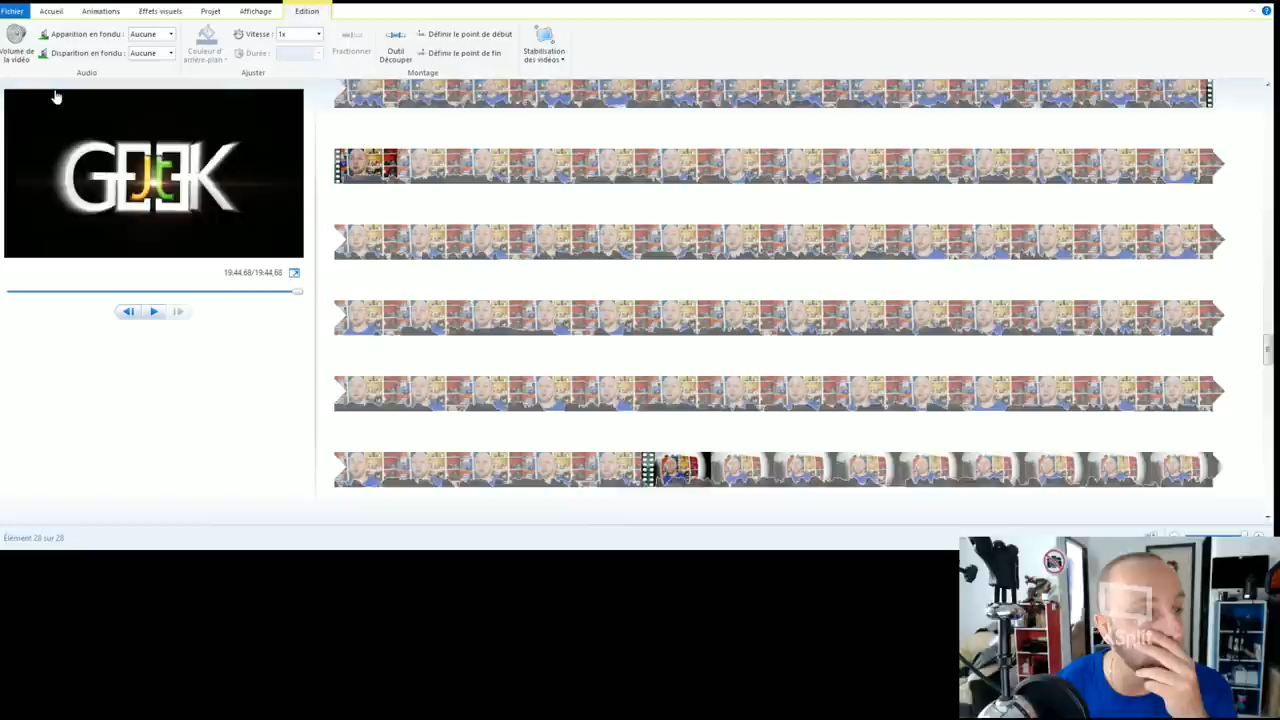 Fichier Accueil Animations Effets visuels Projet Affichage Edition
Volume de la vidéo
Apparition en fondu : Aucune
Disparition en fondu : Aucune
Audio
Couleur d'arrière-plan
Vitesse : 1x
Durée :
Ajuster
Fractionner
Outil Découper
Définir le point de début
Définir le point de fin
Montage
Stabilisation des vidéos
GEEK
Jt
19:44,68/19:44,68
Élément 28 sur 28
XSplit